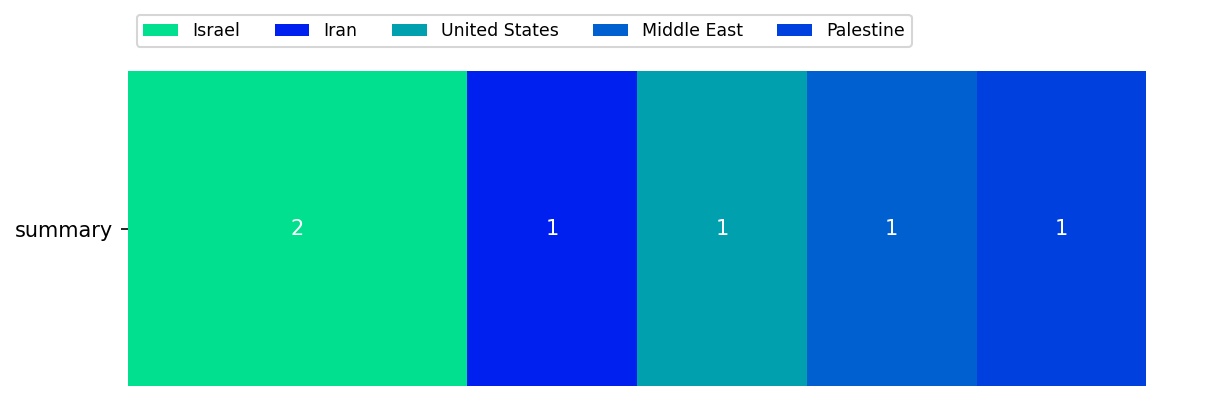 Israel Iran United States Middle East Palestine
summary 2 1 1 1 1